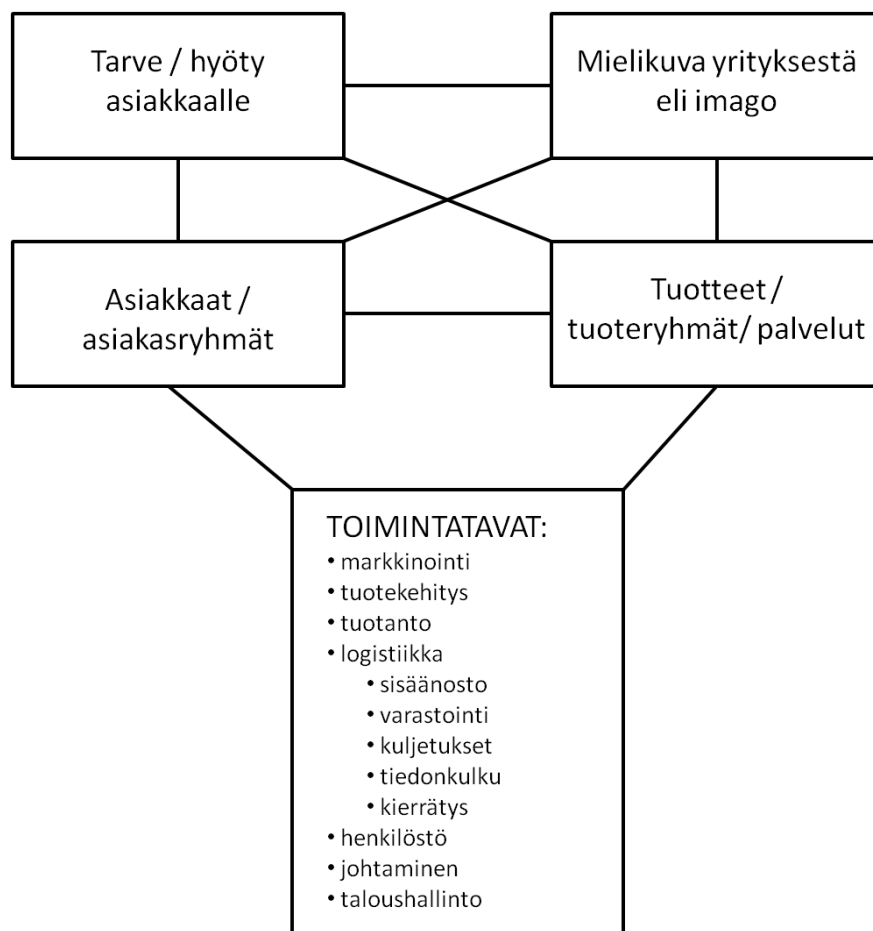 Tarve / hyöty
asiakkaalle
Mielikuva yrityksestä
eli imago
Asiakkaat /
asiakasryhmät
Tuotteet /
tuoteryhmät/ palvelut
TOIMINTATAVAT:
• markkinointi
• tuotekehitys
• tuotanto
• logistiikka
• sisäänosto
• varastointi
• kuljetukset
• tiedonkulku
• kierrätys
• henkilöstö
• johtaminen
• taloushallinto